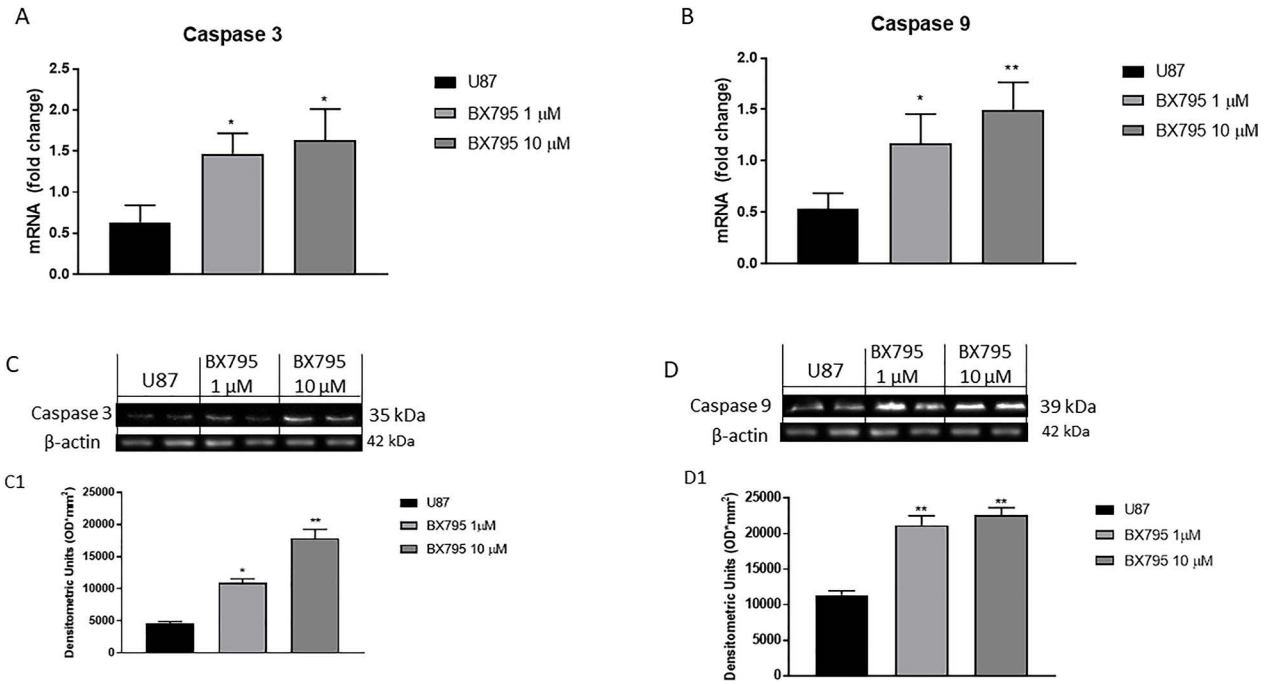 A
Caspase 3
mRNA (fold change)
2.5
2.0
1.5
1.0
0.5
0.0
*
*
U87
BX795 1 μM
BX795 10 μM
B
Caspase 9
mRNA (fold change)
2.0
1.5
1.0
0.5
0.0
*
**
U87
BX795 1 μM
BX795 10 μM
C
U87
BX795
1 μM
BX795
10 μM
Caspase 3
35 kDa
β-actin
42 kDa
D
U87
BX795
1 μM
BX795
10 μM
Caspase 9
39 kDa
β-actin
42 kDa
C1
Densitometric Units (OD*mm²)
25000
20000
15000
10000
5000
0
*
**
U87
BX795 1μM
BX795 10 μM
D1
Densitometric Units (OD*mm²)
25000
20000
15000
10000
5000
0
**
**
U87
BX795 1μM
BX795 10 μM